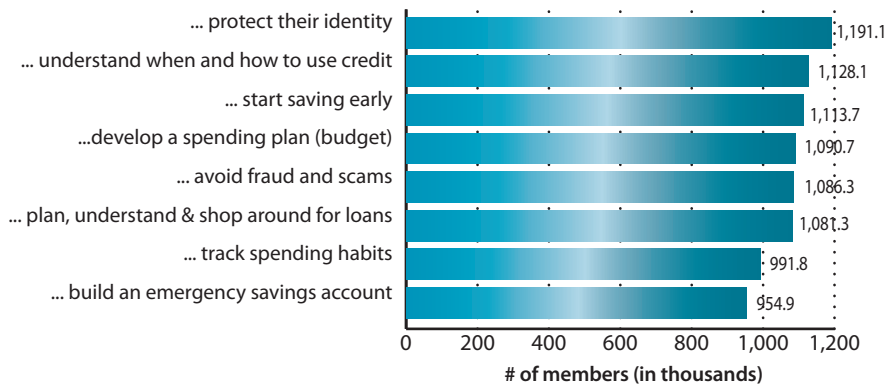 ... protect their identity
1,191.1
... understand when and how to use credit
1,128.1
... start saving early
1,113.7
...develop a spending plan (budget)
1,090.7
... avoid fraud and scams
1,086.3
... plan, understand & shop around for loans
1,081.3
... track spending habits
991.8
... build an emergency savings account
954.9
0 200 400 600 800 1,000 1,200
# of members (in thousands)